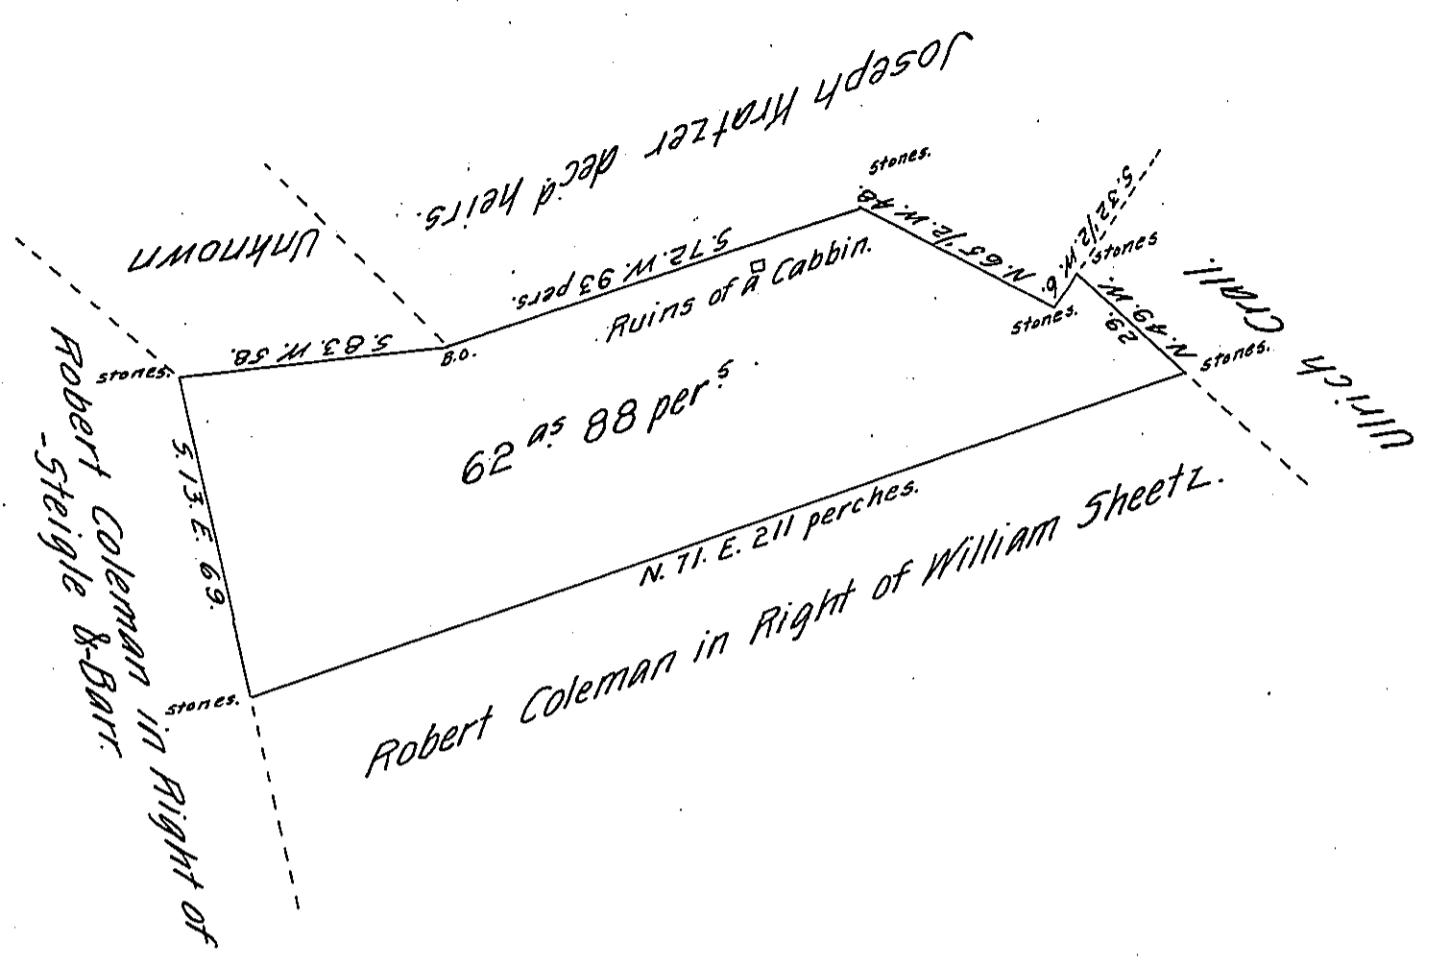 Joseph Kratzer dec'd heirs.
Unknown
stones.
S. 72. W. 93 pers.
Ruins of a Cabbin.
N. 65 1/2. W. 48.
S. 32 1/2. W. 6.
stones
stones.
N. 49. W.
29.
stones.
Ulrich Crall.
S. 83. W. 58.
B.O.
stones.
62 as 88 pers
S. 13. E. 69.
N. 71. E. 211 perches.
stones.
Robert Coleman in Right of William Sheetz.
Robert Coleman in Right of
-Steigle & Barr.